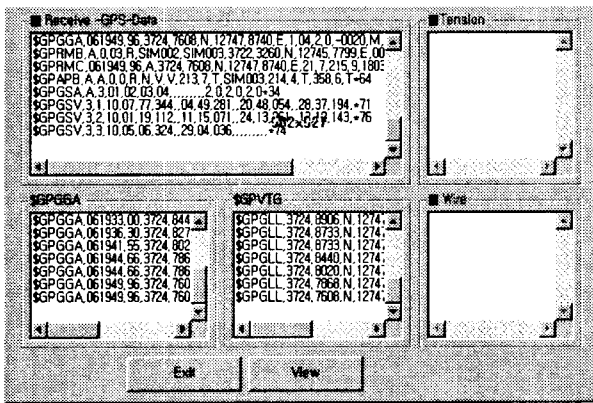 Receive -GPS-Data
$GPGGA,061949,96,3724,7608,N,12747,8740,E,1,04,2,0,-0020,M,
$GPRMB,A,0,03,R,SIM002,SIM003,3722,3260,N,12745,7799,E,00
$GPRMC,061949,96,A,3724,7608,N,12747,8740,E,21,7,215,9,1803
$GPAPB,A,A,0,0,R,N,V,V,213,7,T,SIM003,214,4,T,358,6,T*64
$GPGSA,A,3,01,02,03,04,,,,,,,,,2,0,2,0,2,0*34
$GPGSV,3,1,10,07,77,344,,04,49,281,,20,48,054,,28,37,194,*71
$GPGSV,3,2,10,01,19,112,,11,15,071,,24,13,143,*76
$GPGSV,3,3,10,05,06,324,,29,04,036,,,,,,,,,*74
Tension
$GPGGA
$GPGGA,061933,00,3724,844
$GPGGA,061936,30,3724,827
$GPGGA,061941,55,3724,802
$GPGGA,061944,66,3724,786
$GPGGA,061944,66,3724,786
$GPGGA,061949,96,3724,760
$GPGGA,061949,96,3724,760
$GPVTG
$GPGLL,3724,8906,N,1274
$GPGLL,3724,8733,N,1274
$GPGLL,3724,8733,N,1274
$GPGLL,3724,8440,N,1274
$GPGLL,3724,8020,N,1274
$GPGLL,3724,7868,N,1274
$GPGLL,3724,7608,N,1274
Wire
Exit
View